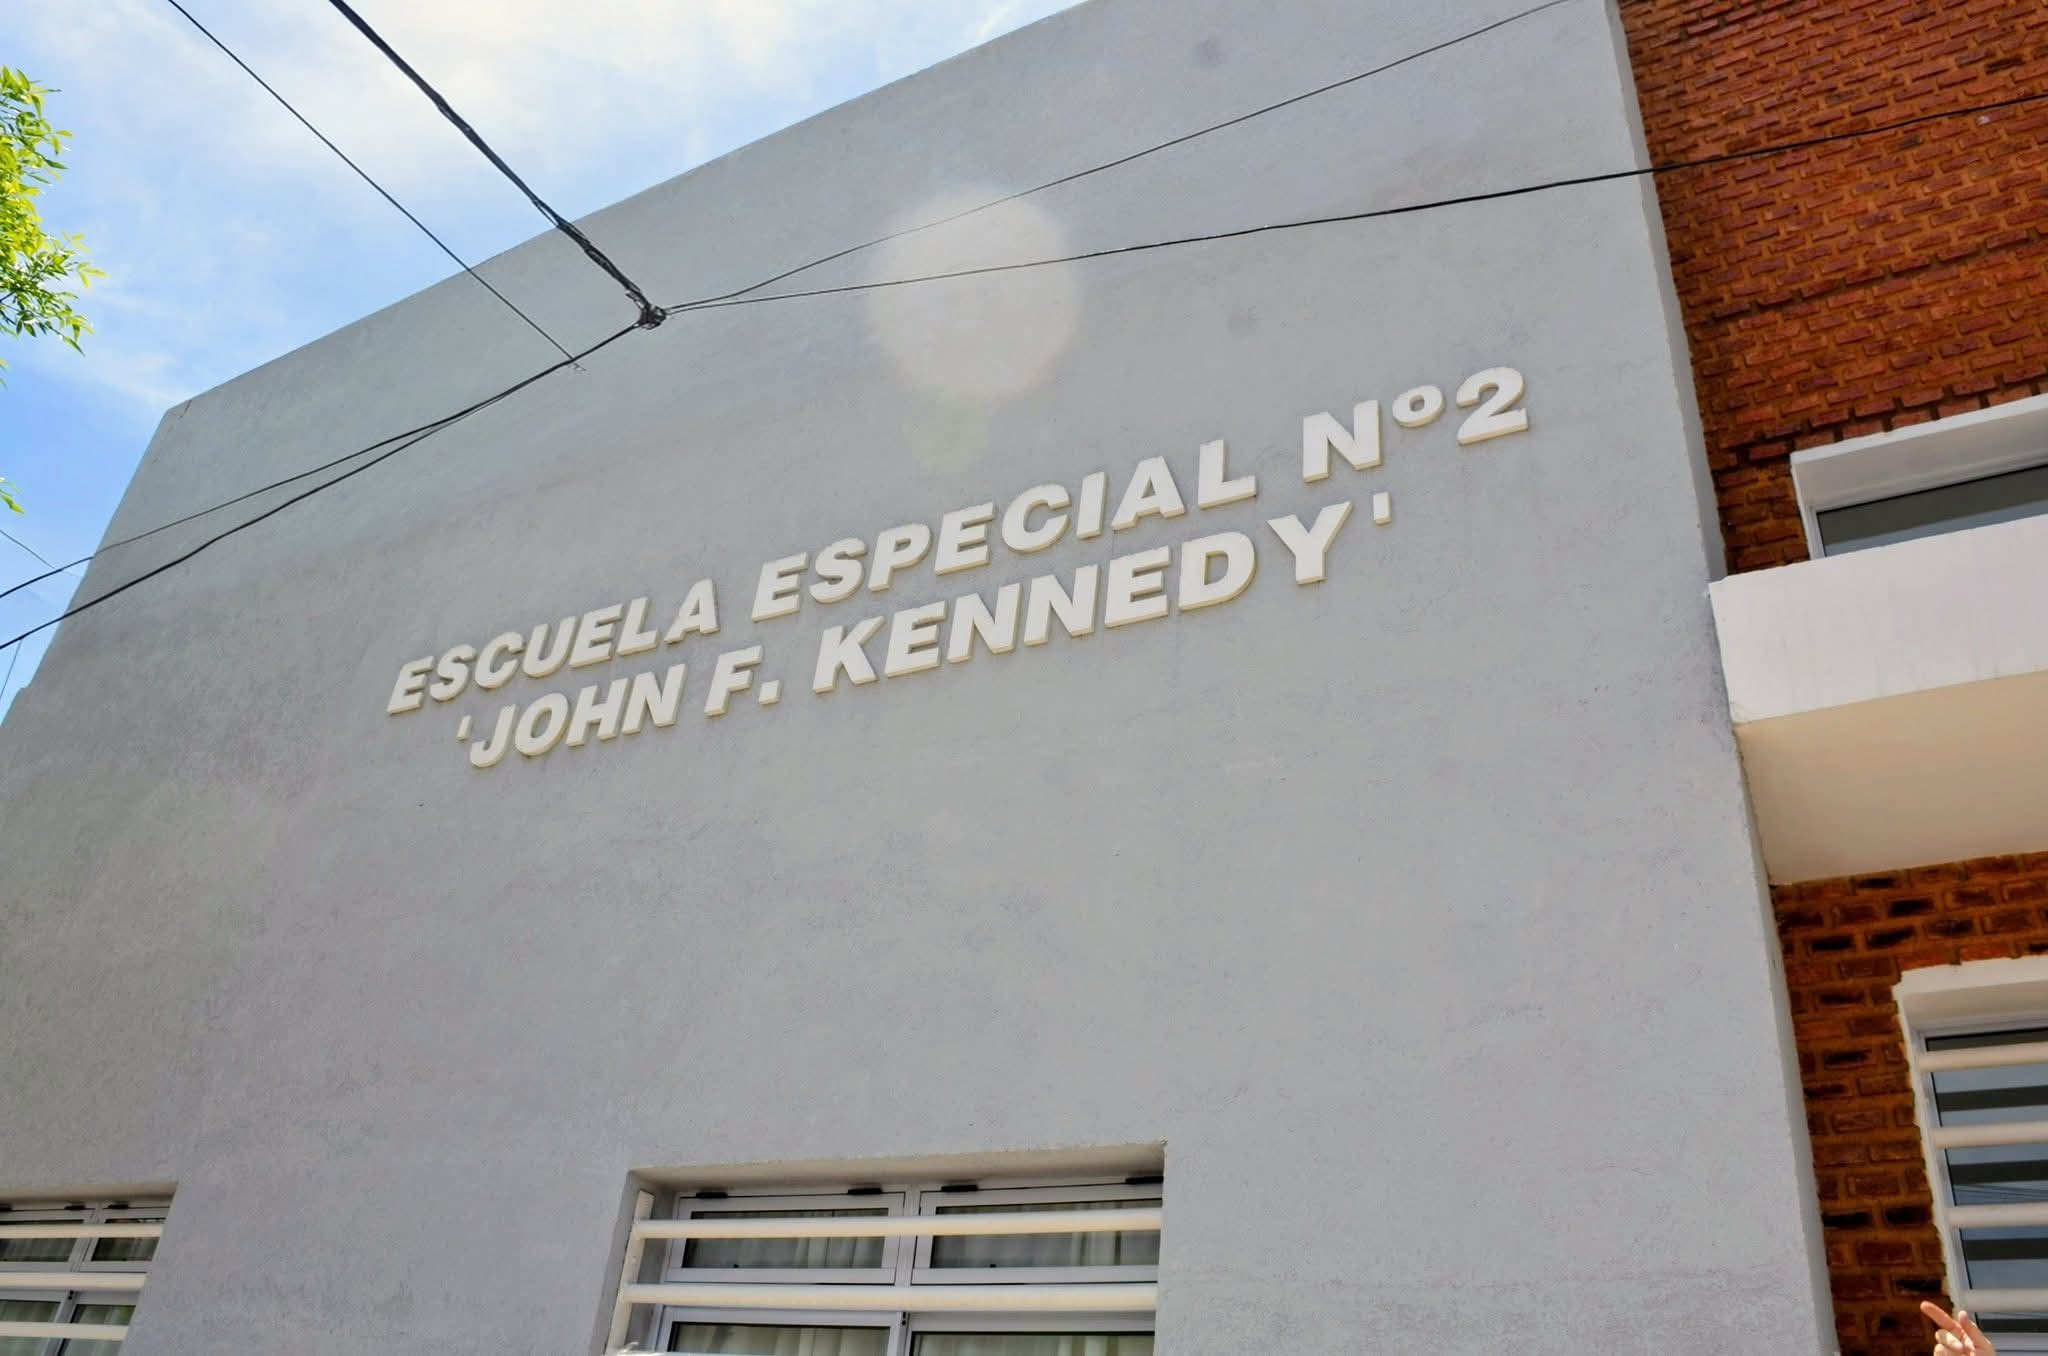 ESCUELA ESPECIAL Nº2
'JOHN F. KENNEDY'